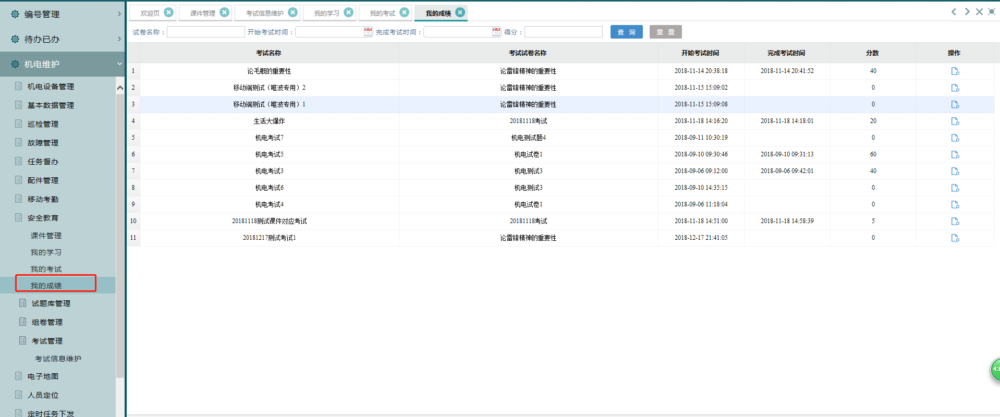 编号管理
待办已办
机电维护
机电设备管理
基本数据管理
巡检管理
故障管理
任务督办
配件管理
移动考勤
安全教育
课件管理
我的学习
我的考试
我的成绩
试题库管理
组卷管理
考试管理
考试信息维护
电子地图
人员定位
定时任务下发
欢迎页 课件管理 考试信息维护 我的学习 我的考试 我的成绩
试卷名称： 开始考试时间： 完成考试时间： 得分： 查 询 重 置
考试名称 考试试卷名称 开始考试时间 完成考试时间 分数 操作
1 论毛概的重要性 论雷锋精神的重要性 2018-11-14 20:38:18 2018-11-14 20:41:52 40
2 移动端测试（唯波专用）2 论雷锋精神的重要性 2018-11-15 15:09:02 0
3 移动端测试（唯波专用）1 论雷锋精神的重要性 2018-11-15 15:09:08 0
4 生活大爆炸 20181118考试 2018-11-18 14:16:20 2018-11-18 14:18:01 20
5 机电考试7 机电测试题4 2018-09-11 10:30:19 0
6 机电考试5 机电试卷1 2018-09-10 09:30:46 2018-09-10 09:31:13 60
7 机电考试3 机电测试3 2018-09-06 09:12:00 2018-09-06 09:42:01 40
8 机电考试6 机电测试3 2018-09-10 14:35:15 0
9 机电考试4 机电试卷1 2018-09-06 11:18:04 0
10 20181118测试课件对应考试 20181118考试 2018-11-18 14:51:00 2018-11-18 14:58:39 5
11 20181217测试考试1 论雷锋精神的重要性 2018-12-17 21:41:05 0
43